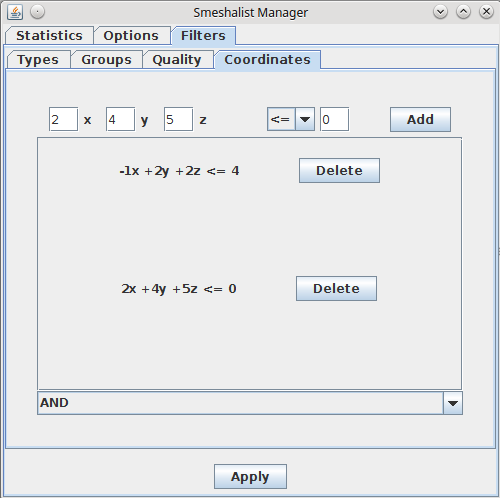 Smeshalist Manager
Statistics Options Filters
Types Groups Quality Coordinates
2 x 4 y 5 z <= 0 Add
-1x +2y +2z <= 4 Delete
2x +4y +5z <= 0 Delete
AND
Apply